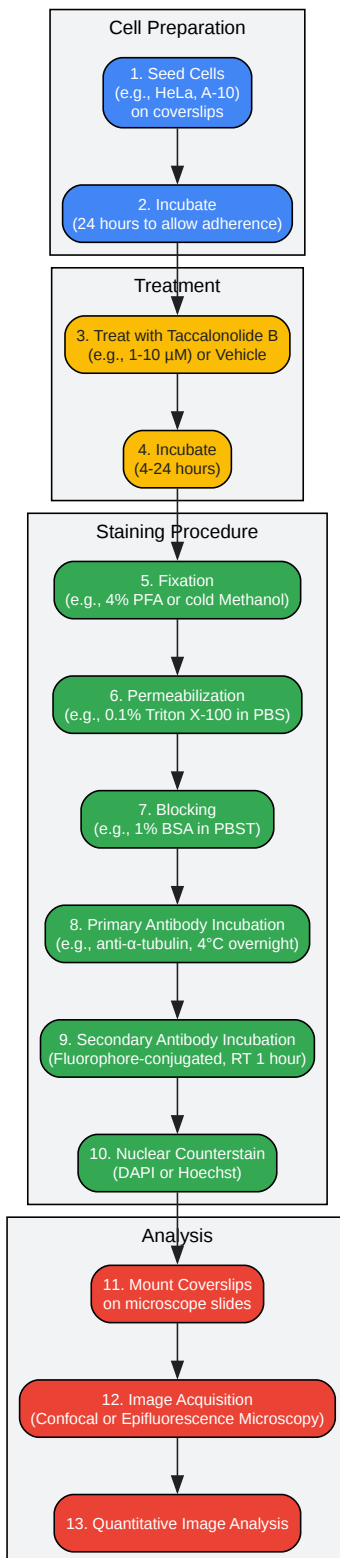 Cell Preparation
1. Seed Cells
(e.g., HeLa, A-10)
on coverslips
2. Incubate
(24 hours to allow adherence)
Treatment
3. Treat with Taccalonolide B
(e.g., 1-10 µM) or Vehicle
4. Incubate
(4-24 hours)
Staining Procedure
5. Fixation
(e.g., 4% PFA or cold Methanol)
6. Permeabilization
(e.g., 0.1% Triton X-100 in PBS)
7. Blocking
(e.g., 1% BSA in PBST)
8. Primary Antibody Incubation
(e.g., anti-α-tubulin, 4°C overnight)
9. Secondary Antibody Incubation
(Fluorophore-conjugated, RT 1 hour)
10. Nuclear Counterstain
(DAPI or Hoechst)
Analysis
11. Mount Coverslips
on microscope slides
12. Image Acquisition
(Confocal or Epifluorescence Microscopy)
13. Quantitative Image Analysis